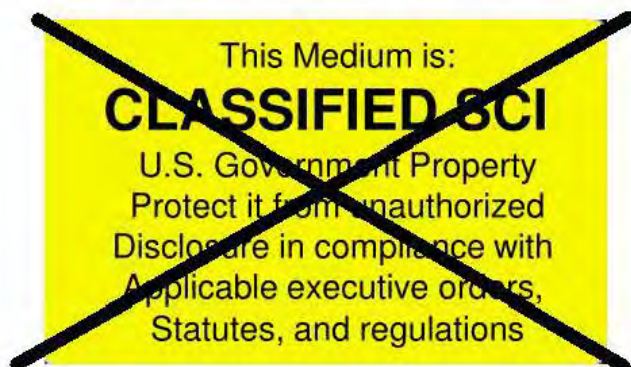 This Medium is:
CLASSIFIED SCI
U.S. Government Property
Protect it from unauthorized
Disclosure in compliance with
Applicable executive orders,
Statutes, and regulations